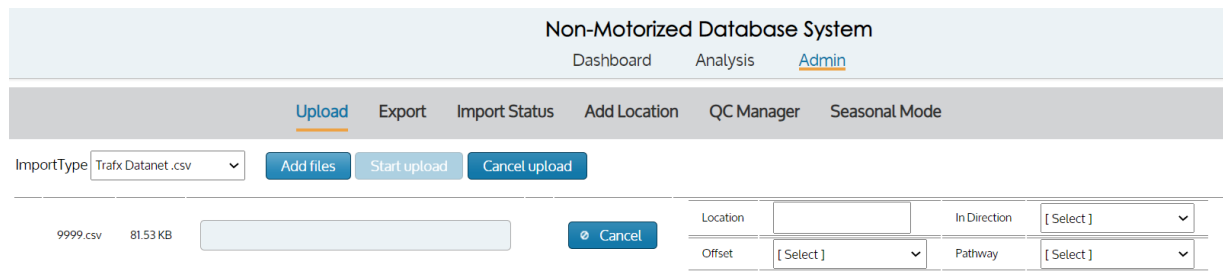 Non-Motorized Database System
Dashboard Analysis Admin
Upload Export Import Status Add Location QC Manager Seasonal Mode
ImportType Trafx Datanet .csv Add files Start upload Cancel upload
9999.csv 81.53 KB Cancel
Location In Direction [ Select ]
Offset [ Select ] Pathway [ Select ]